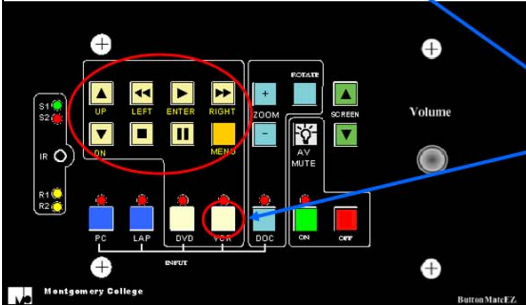 ROTATE
S1
S2
UP LEFT ENTER RIGHT
ZOOM
SCREEN
Volume
DN MENU
AV
MUTE
IR
R1
R2
PC LAP DVD VCR DOC ON OFF
INPUT
Montgomery College
ButtonMatcEZ